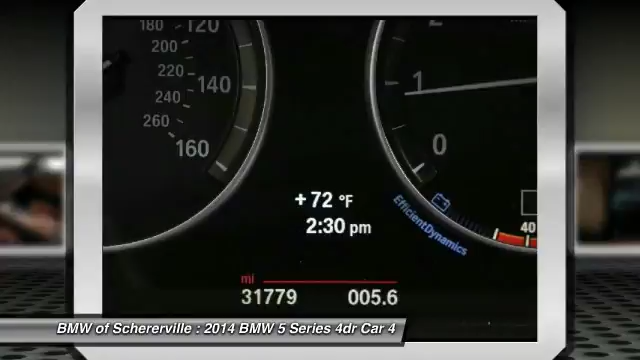 180 120
200
220 140
240
260
160
2
1
0
+72 °F
2:30 pm
EfficientDynamics
40
mi
31779 005.6
BMW of Schererville : 2014 BMW 5 Series 4dr Car 4